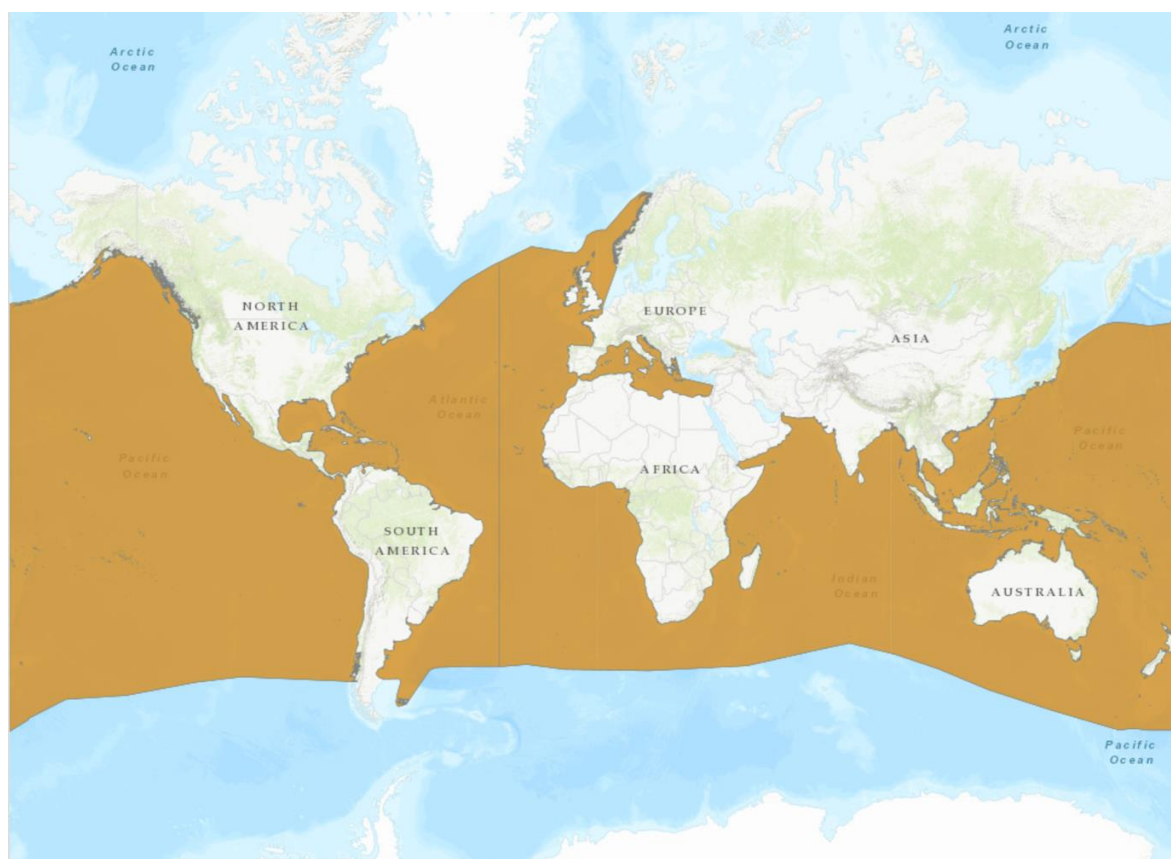 Arctic
Ocean
Arctic
Ocean
NORTH
AMERICA
EUROPE
ASIA
Atlantic
Ocean
Pacific
Ocean
Pacific
Ocean
AFRICA
SOUTH
AMERICA
Indian
Ocean
AUSTRALIA
Pacific
Ocean